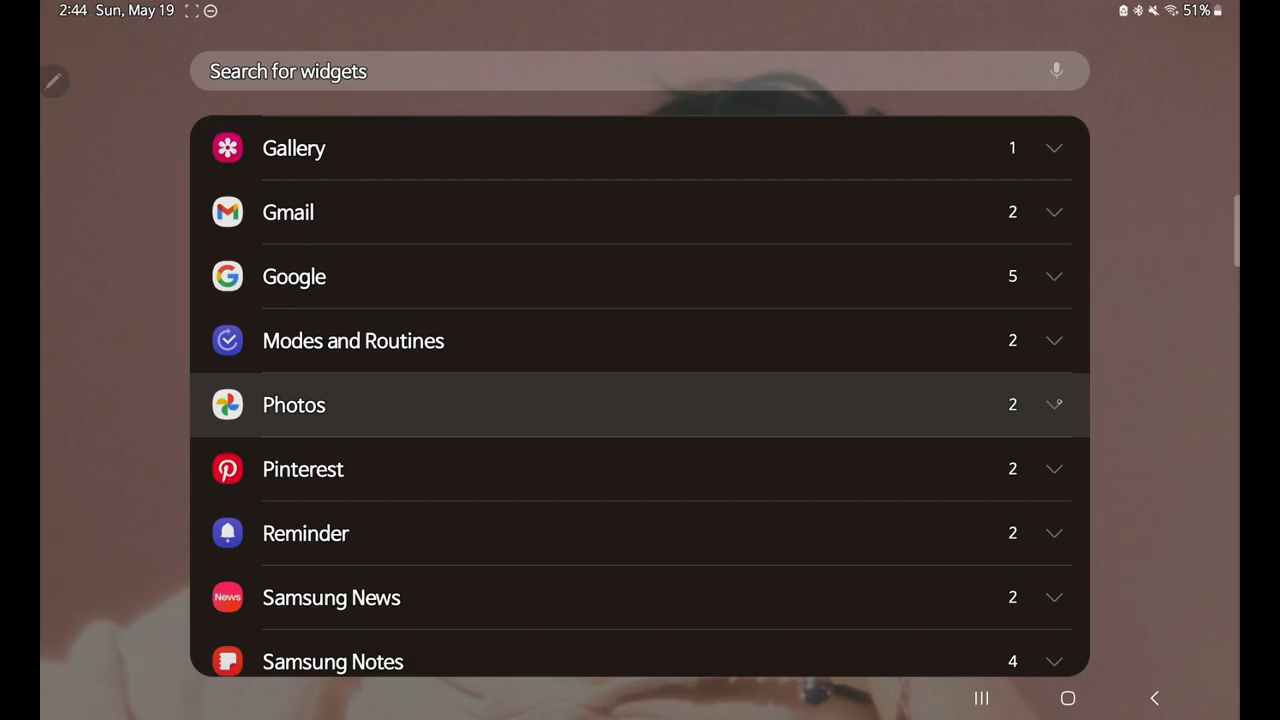 2:44 Sun, May 19
51%
Search for widgets
Gallery 1
Gmail 2
Google 5
Modes and Routines 2
Photos 2
Pinterest 2
Reminder 2
News Samsung News 2
Samsung Notes 4